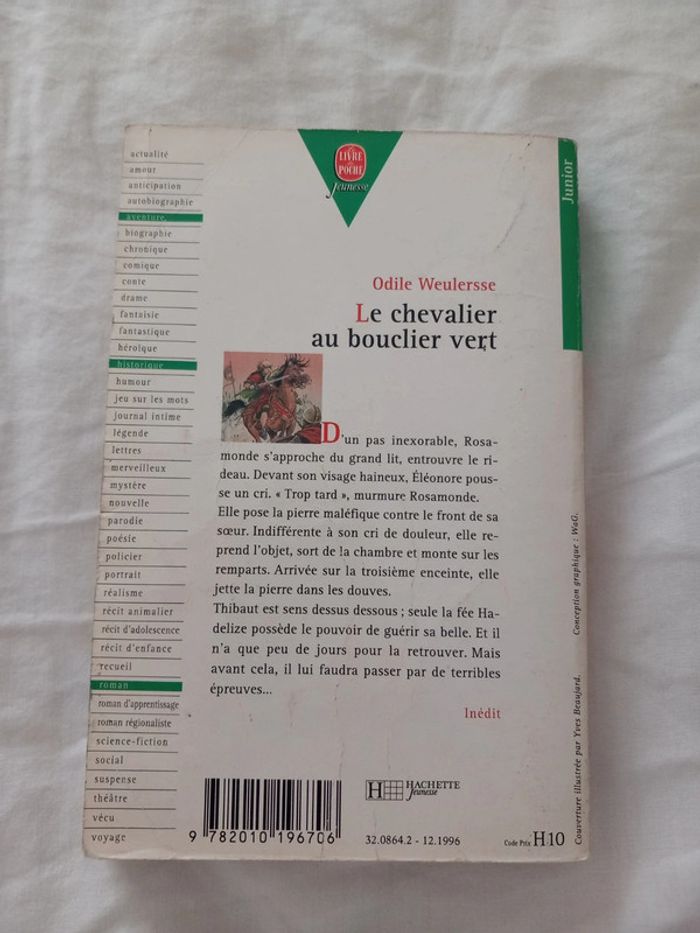 actualité
amour
anticipation
autobiographie
aventure
biographie
chronique
comique
conte
drame
fantaisie
fantastique
héroïque
historique
humour
jeu sur les mots
journal intime
légende
lettres
merveilleux
mystère
nouvelle
parodie
poésie
policier
portrait
réalisme
récit animalier
récit d'adolescence
récit d'enfance
recueil
roman
roman d'apprentissage
roman régionaliste
science-fiction
social
suspense
théâtre
vécu
voyage
LE LIVRE
DE POCHE
Jeunesse
Junior
Odile Weulersse
Le chevalier
au bouclier vert
D'un pas inexorable, Rosa-
monde s'approche du grand lit, entrouvre le ri-
deau. Devant son visage haineux, Éléonore pous-
se un cri. « Trop tard », murmure Rosamonde.
Elle pose la pierre maléfique contre le front de sa
sœur. Indifférente à son cri de douleur, elle re-
prend l'objet, sort de la chambre et monte sur les
remparts. Arrivée sur la troisième enceinte, elle
jette la pierre dans les douves.
Thibaut est sens dessus dessous ; seule la fée Ha-
delize possède le pouvoir de guérir sa belle. Et il
n'a que peu de jours pour la retrouver. Mais
avant cela, il lui faudra passer par de terribles
épreuves...
Inédit
9 782010 196706
H HACHETTE
Jeunesse
32.0864.2 - 12.1996
Code Prix H10
Couverture illustrée par Yves Beaujard. Conception graphique : WaG.